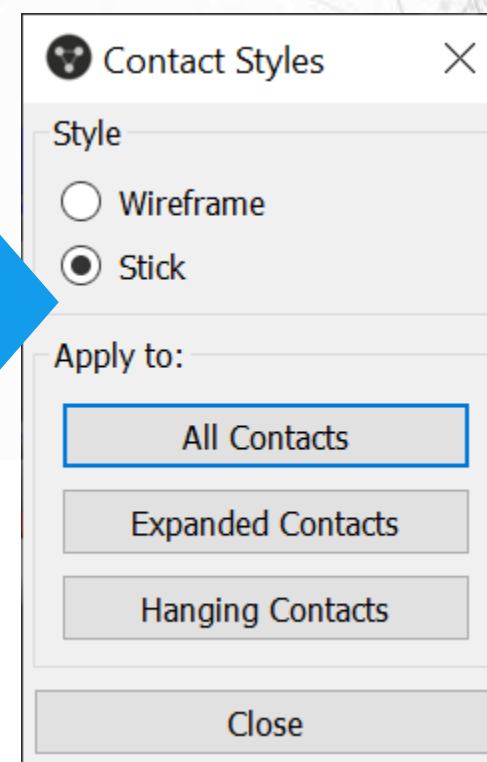 Contact Styles
Style
Wireframe
Stick
Apply to:
All Contacts
Expanded Contacts
Hanging Contacts
Close